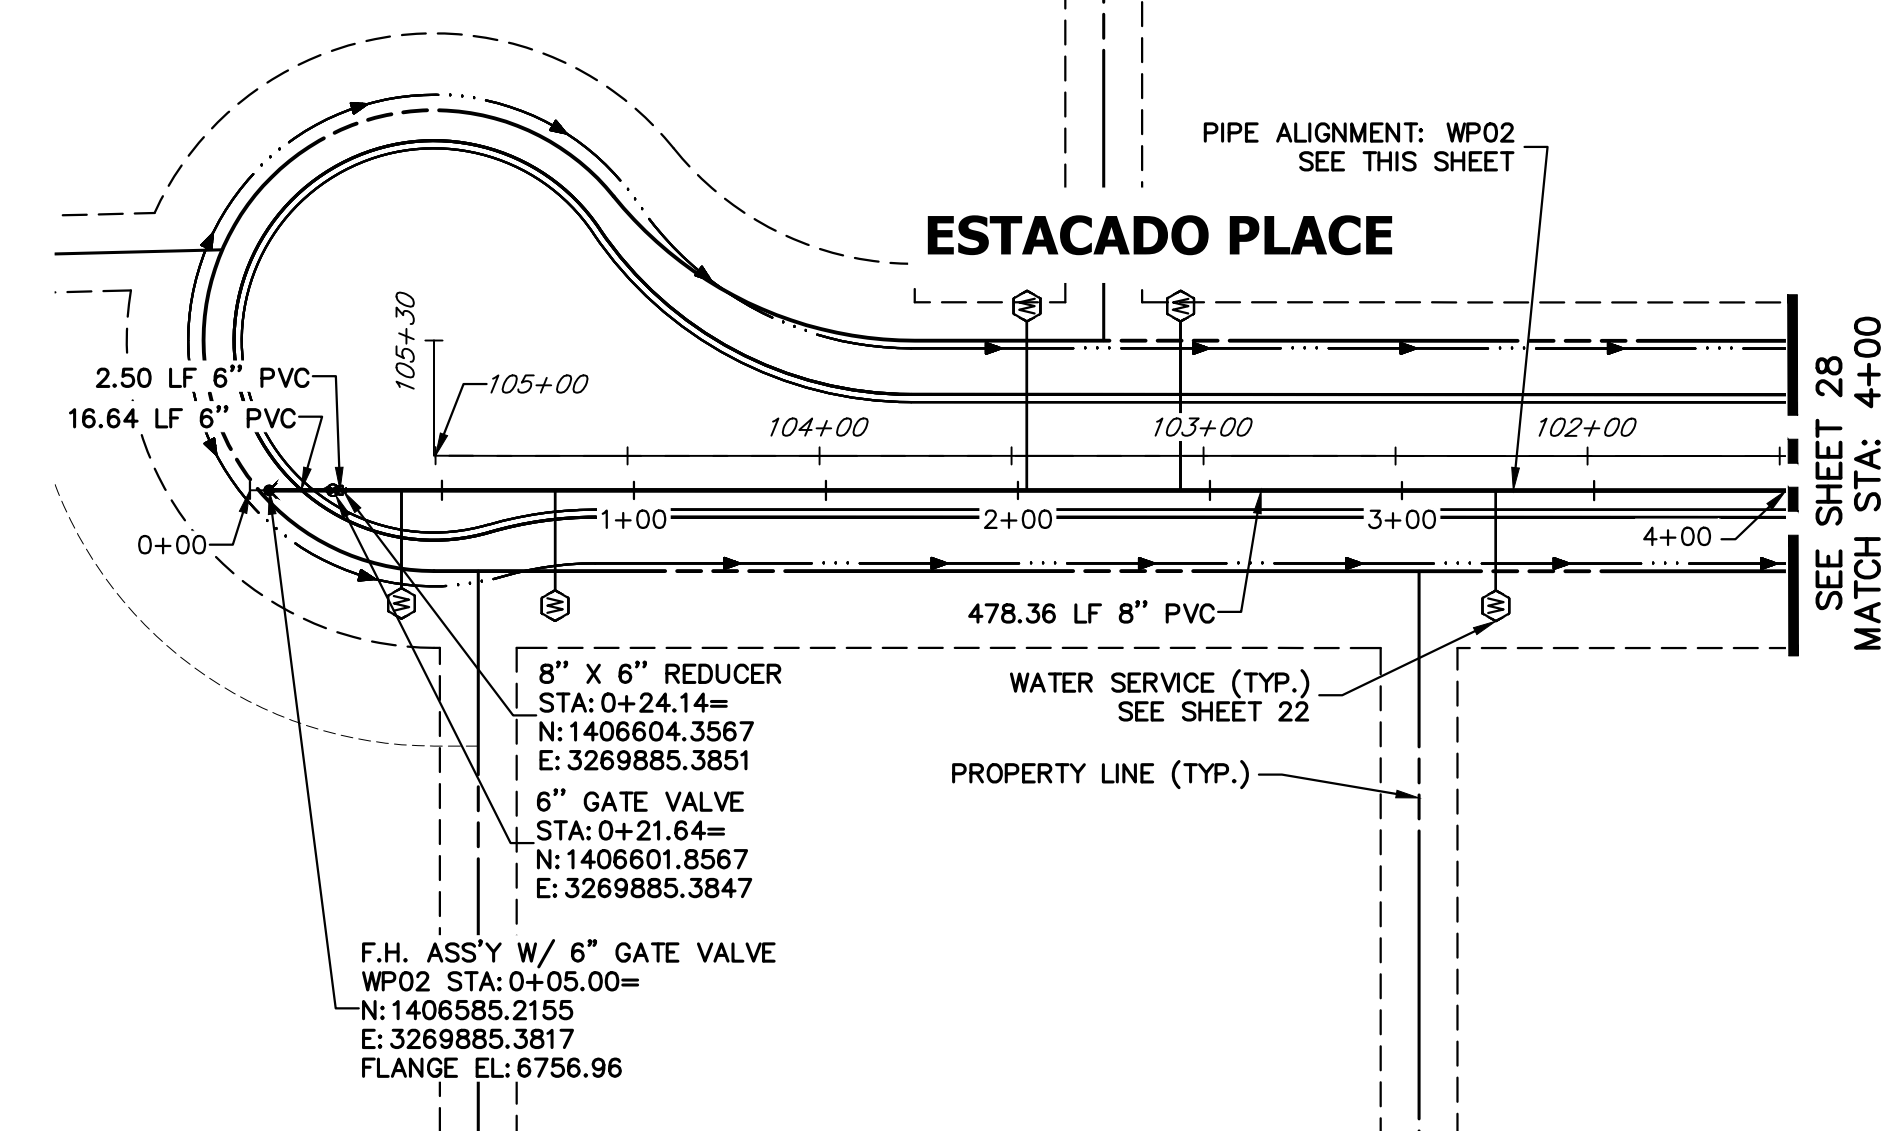 PIPE ALIGNMENT: WP02
SEE THIS SHEET
ESTACADO PLACE
105+30
105+00
2.50 LF 6” PVC
16.64 LF 6” PVC
104+00
103+00
102+00
0+00
1+00
2+00
3+00
4+00
SEE SHEET 28
MATCH STA: 4+00
W
W
W
W
W
478.36 LF 8” PVC
8” X 6” REDUCER
STA: 0+24.14=
N: 1406604.3567
E: 3269885.3851
WATER SERVICE (TYP.)
SEE SHEET 22
PROPERTY LINE (TYP.)
6” GATE VALVE
STA: 0+21.64=
N: 1406601.8567
E: 3269885.3847
F.H. ASS'Y W/ 6” GATE VALVE
WP02 STA: 0+05.00=
N: 1406585.2155
E: 3269885.3817
FLANGE EL: 6756.96